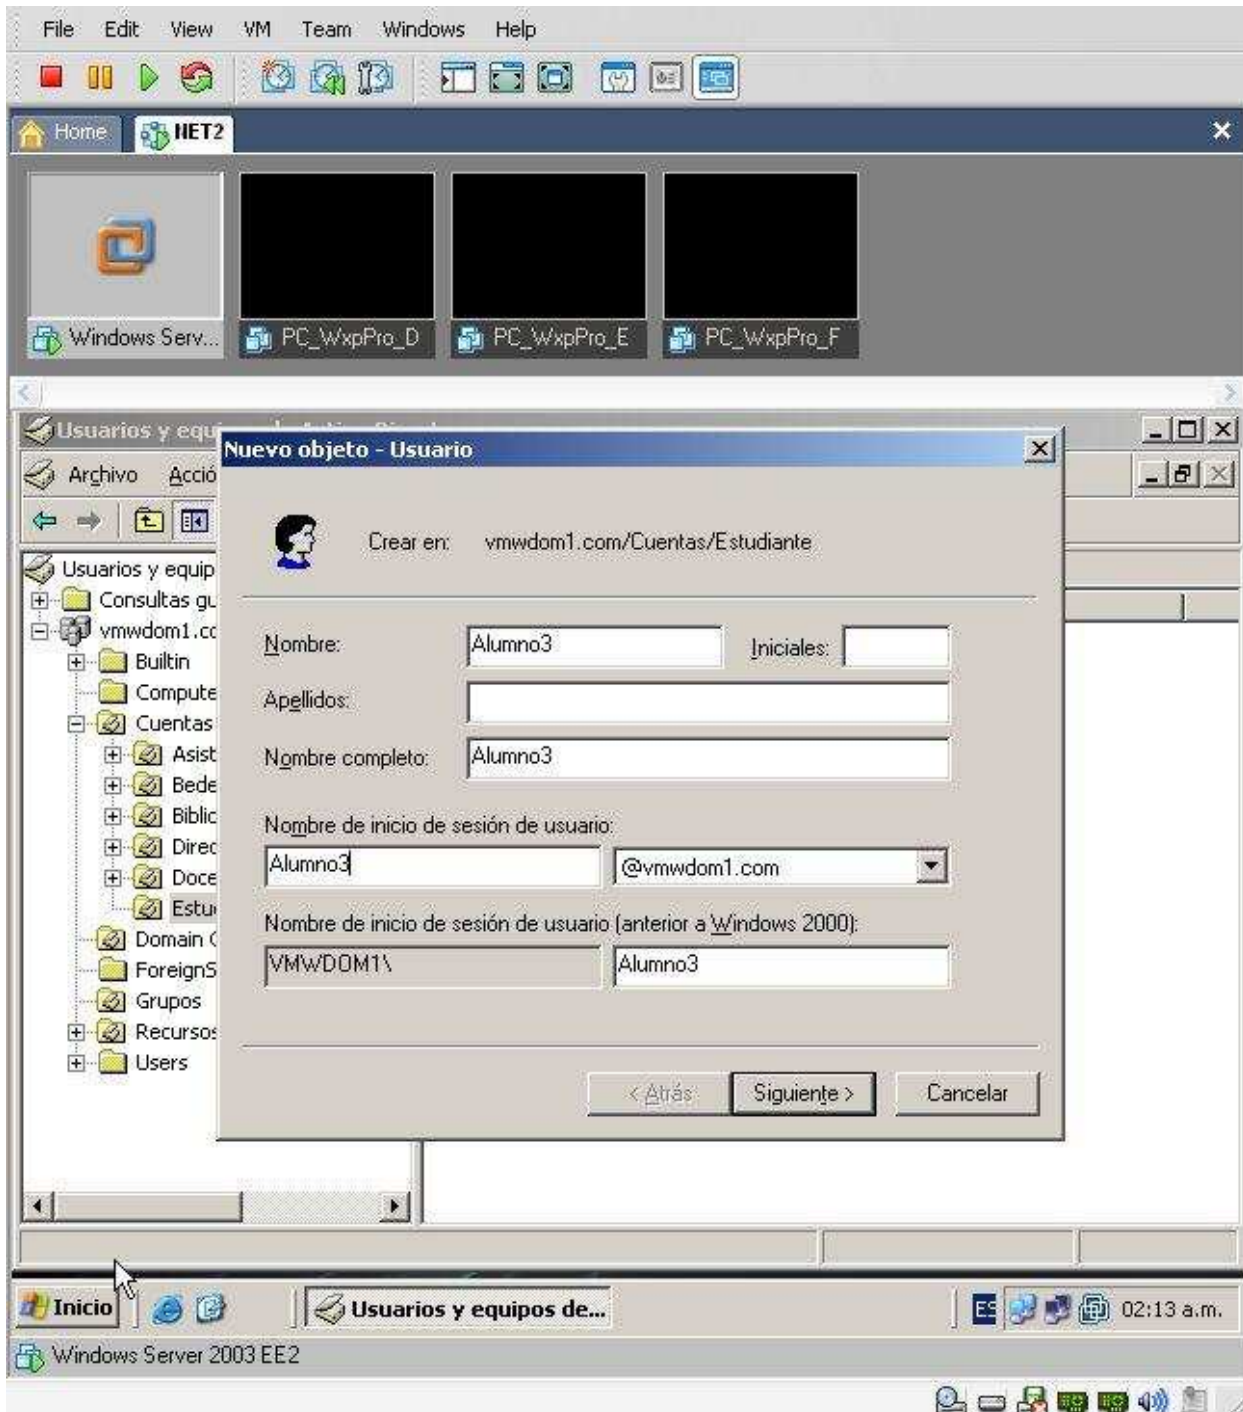 File Edit View VM Team Windows Help
Home NET2
Windows Serv... PC_WxpPro_D PC_WxpPro_E PC_WxpPro_F
Usuarios y equ
Nuevo objeto - Usuario
Archivo Acció
Crear en: vmwdom1.com/Cuentas/Estudiante
Usuarios y equip
Consultas gu
vmwdom1.co
Builtin
Compute
Cuentas
Asist
Bede
Biblic
Direc
Doce
Estu
Domain C
ForeignS
Grupos
Recursos
Users
Nombre: Alumno3 Iniciales:
Apellidos:
Nombre completo: Alumno3
Nombre de inicio de sesión de usuario:
Alumno3 @vmwdom1.com
Nombre de inicio de sesión de usuario (anterior a Windows 2000):
VMWDOM1\ Alumno3
< Atrás Siguiente > Cancelar
Inicio Usuarios y equipos de... ES 02:13 a.m.
Windows Server 2003 EE2